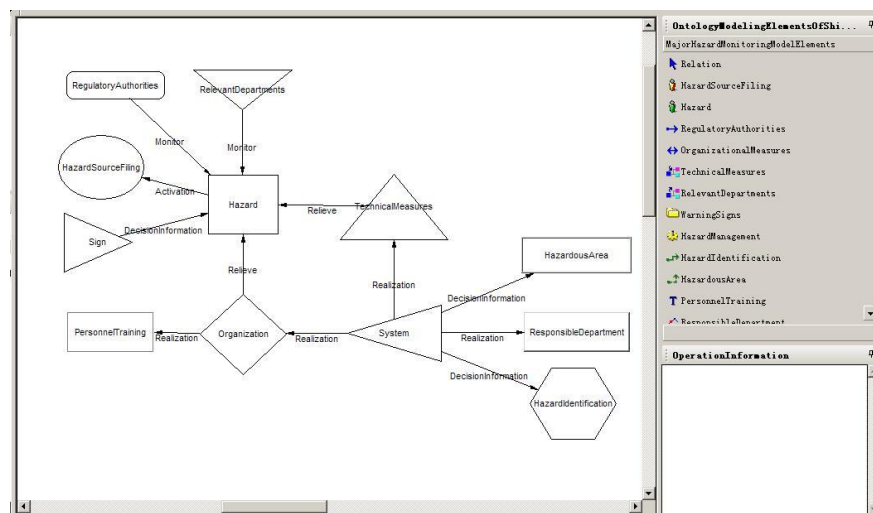 RegulatoryAuthorities
RelevantDepartments
Monitor
Monitor
HazardSourceFiling
Activation
Hazard
Relieve
TechnicalMeasures
Sign
DecisionInformation
Relieve
Realization
HazardousArea
DecisionInformation
PersonnelTraining
Realization
Organization
Realization
System
Realization
ResponsibleDepartment
DecisionInformation
HazardIdentification
OntologyModelingElementsOfShi...
MajorHazardMonitoringModelElements
Relation
HazardSourceFiling
Hazard
RegulatoryAuthorities
OrganizationalMeasures
TechnicalMeasures
RelevantDepartments
WarningSigns
HazardManagement
HazardIdentification
HazardousArea
PersonnelTraining
ResponsibleDepartment
OperationInformation